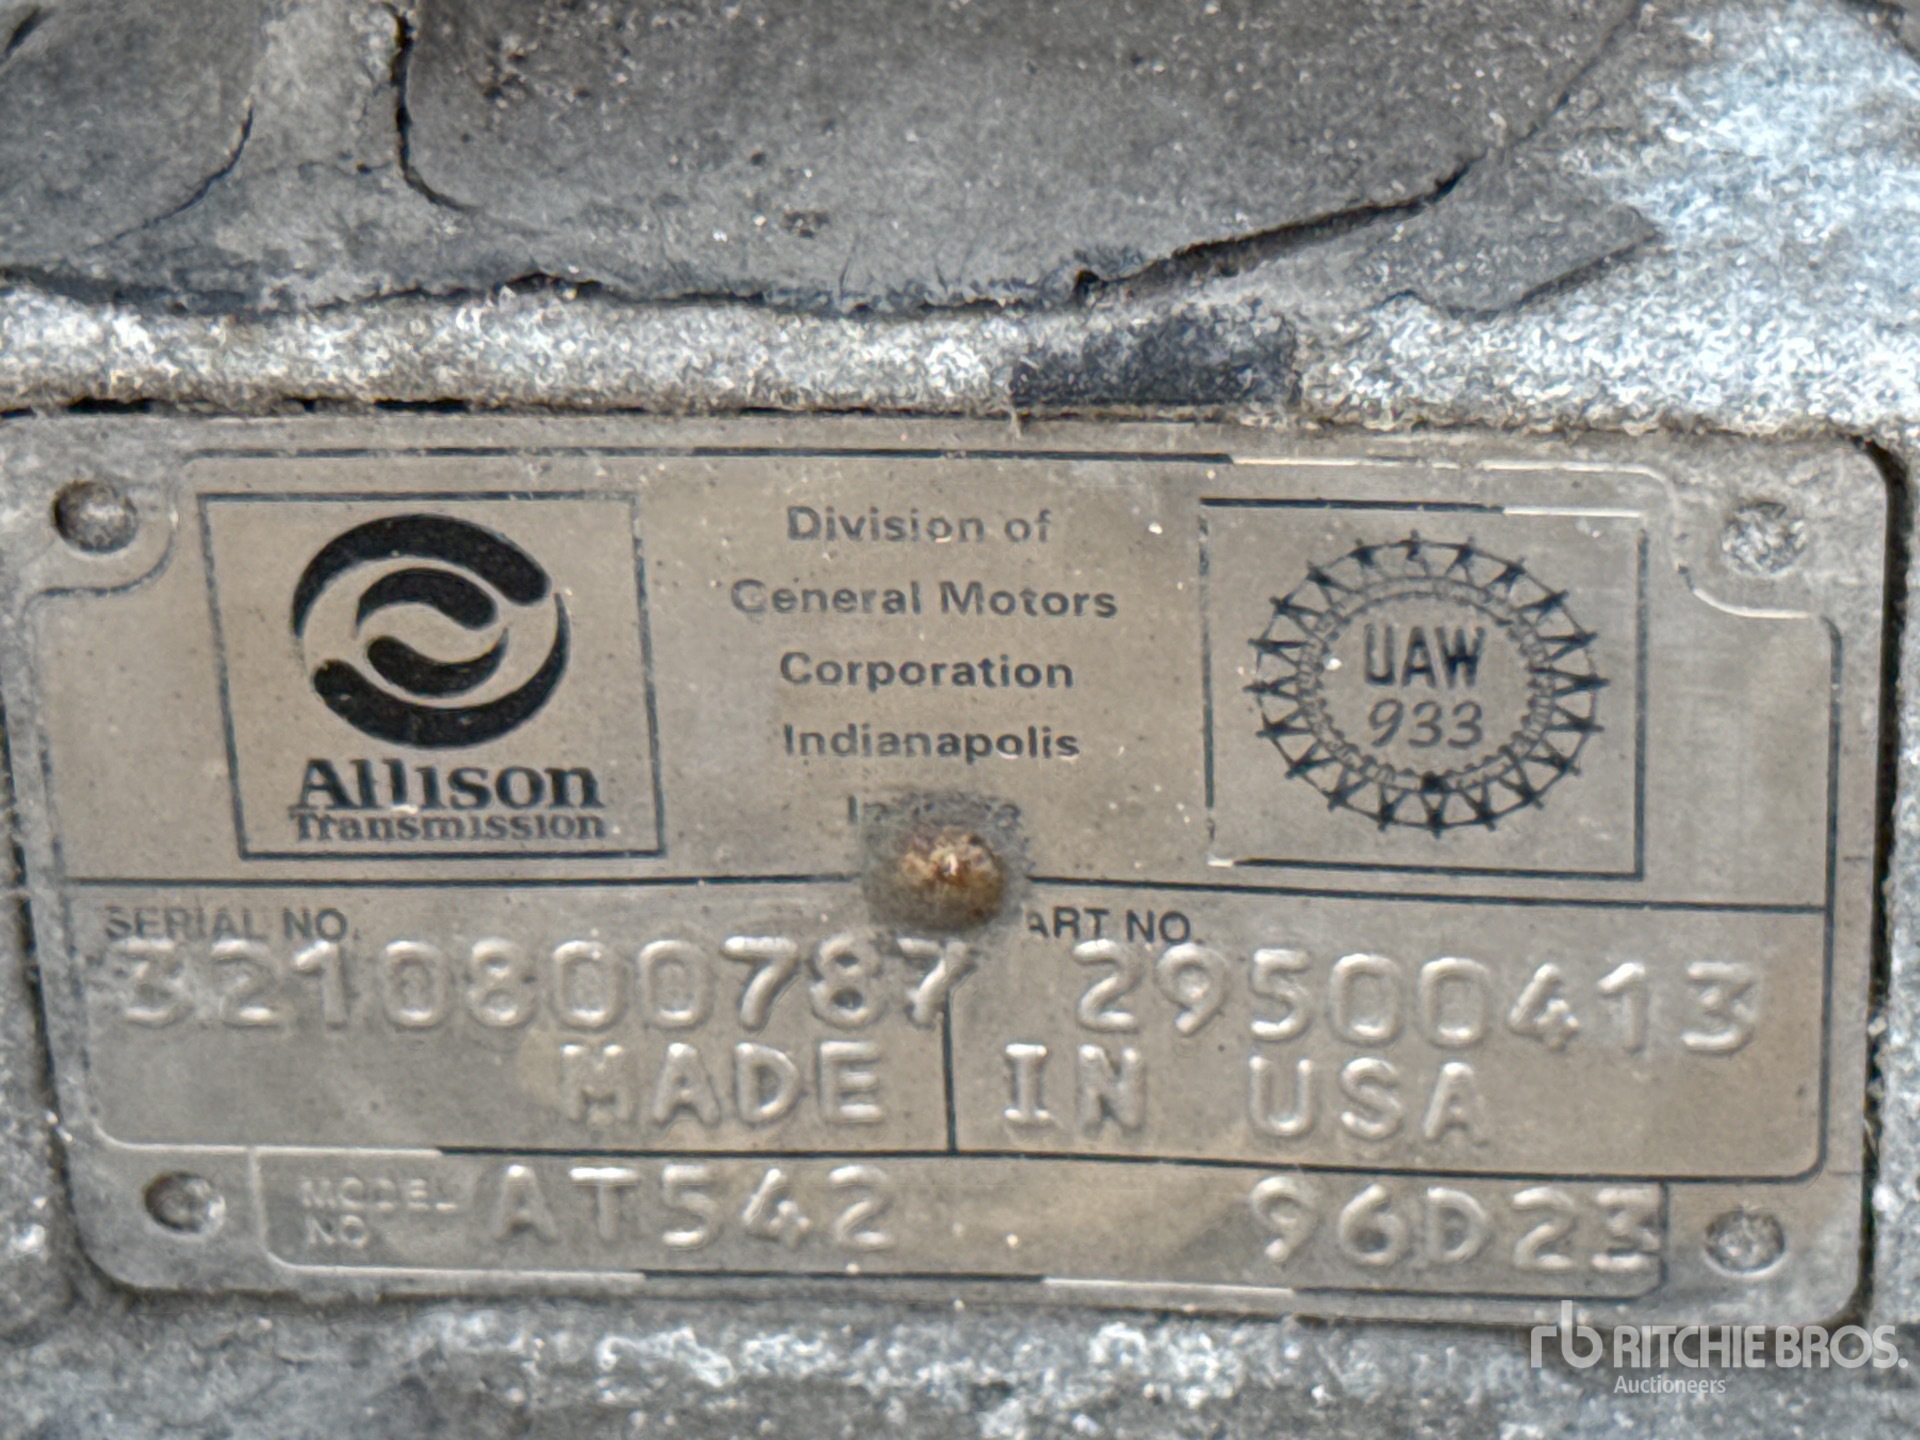 Allison
Transmission
Division of
General Motors
Corporation
Indianapolis
UAW
933
SERIAL NO.
3210800787
ART NO.
29500413
MADE IN USA
MODEL
NO
AT542
96D23
rb RITCHIE BROS.
Auctioneers